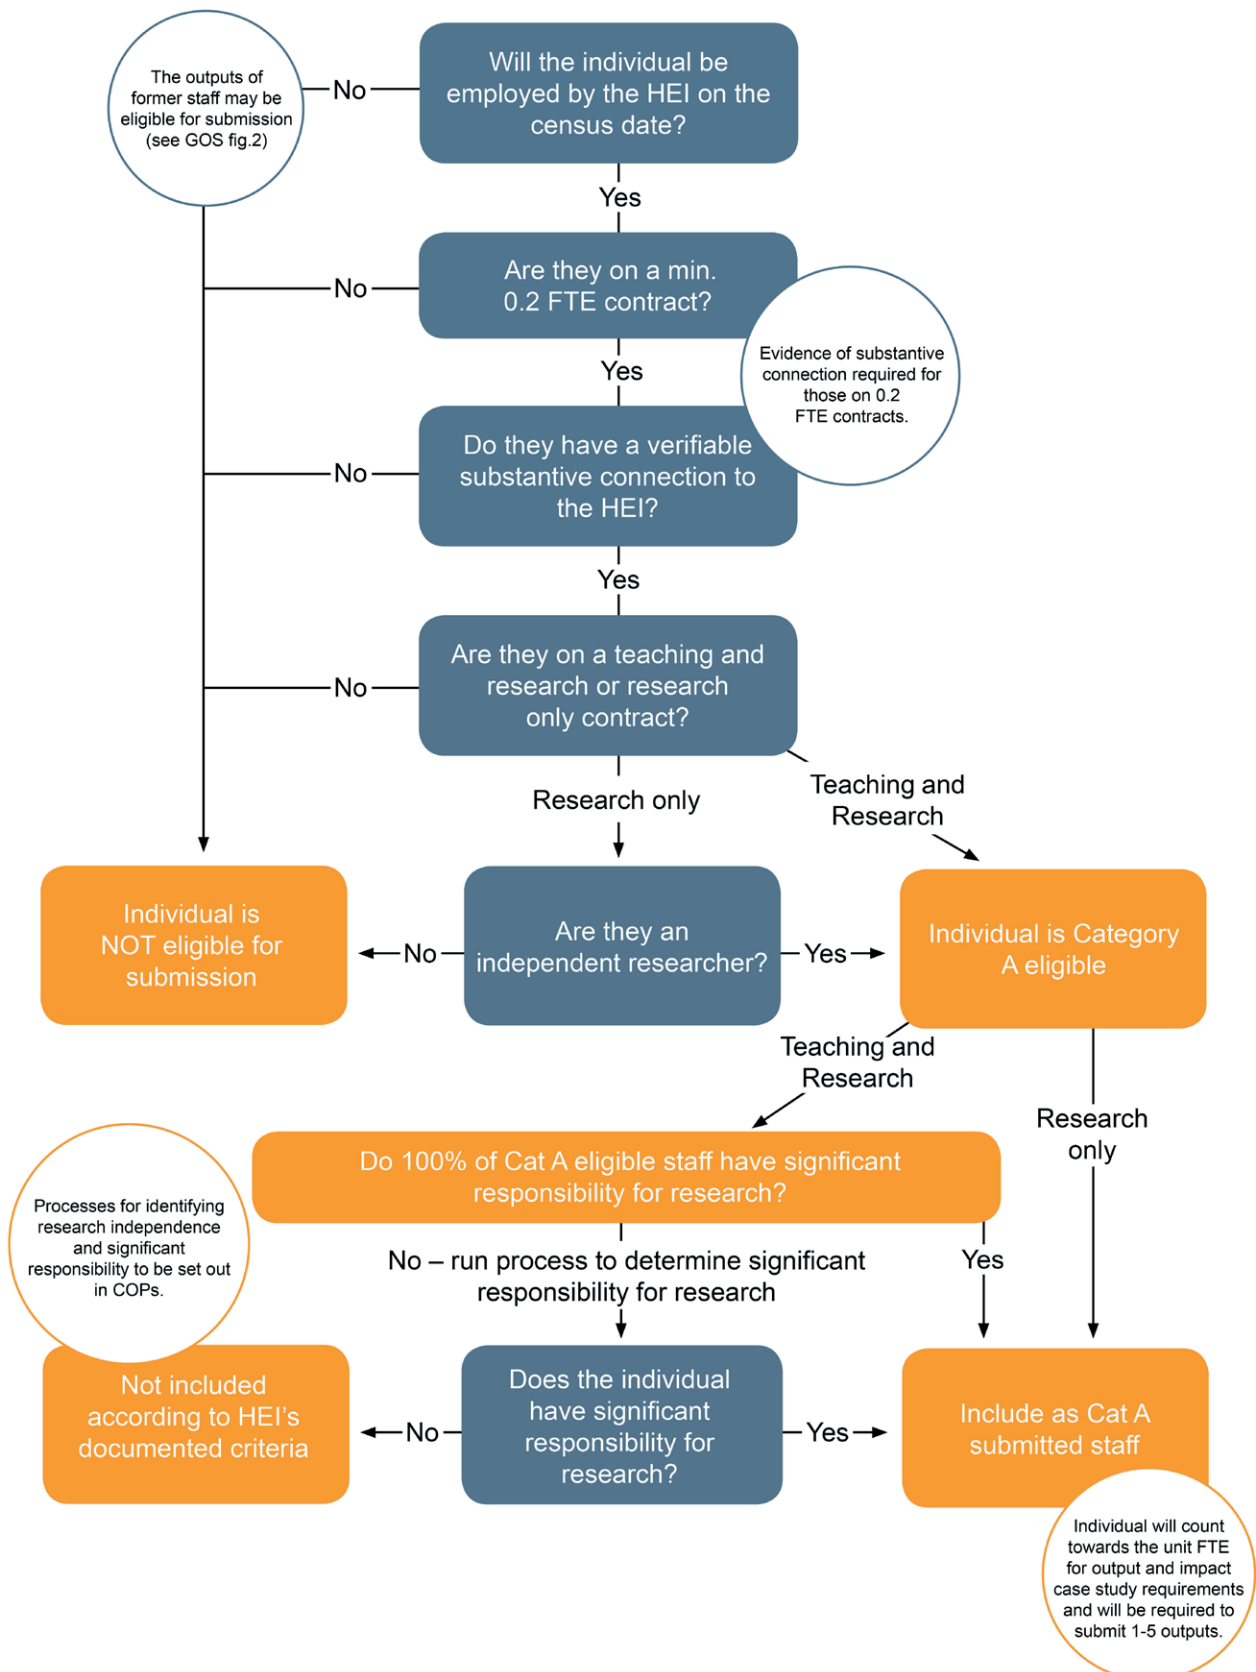 The outputs of
former staff may be
eligible for submission
(see GOS fig.2)
No
Will the individual be
employed by the HEI on the
census date?
Yes
No
Are they on a min.
0.2 FTE contract?
Yes
Evidence of substantive
connection required for
those on 0.2
FTE contracts.
No
Do they have a verifiable
substantive connection to
the HEI?
Yes
No
Are they on a teaching and
research or research
only contract?
Research only
Teaching and
Research
Individual is
NOT eligible for
submission
No
Are they an
independent researcher?
Yes
Individual is Category
A eligible
Teaching and
Research
Research
only
Do 100% of Cat A eligible staff have significant
responsibility for research?
Processes for identifying
research independence
and significant
responsibility to be set out
in COPs.
No – run process to determine significant
responsibility for research
Yes
Not included
according to HEI's
documented criteria
No
Does the individual
have significant
responsibility for
research?
Yes
Include as Cat A
submitted staff
Individual will count
towards the unit FTE
for output and impact
case study requirements
and will be required to
submit 1-5 outputs.